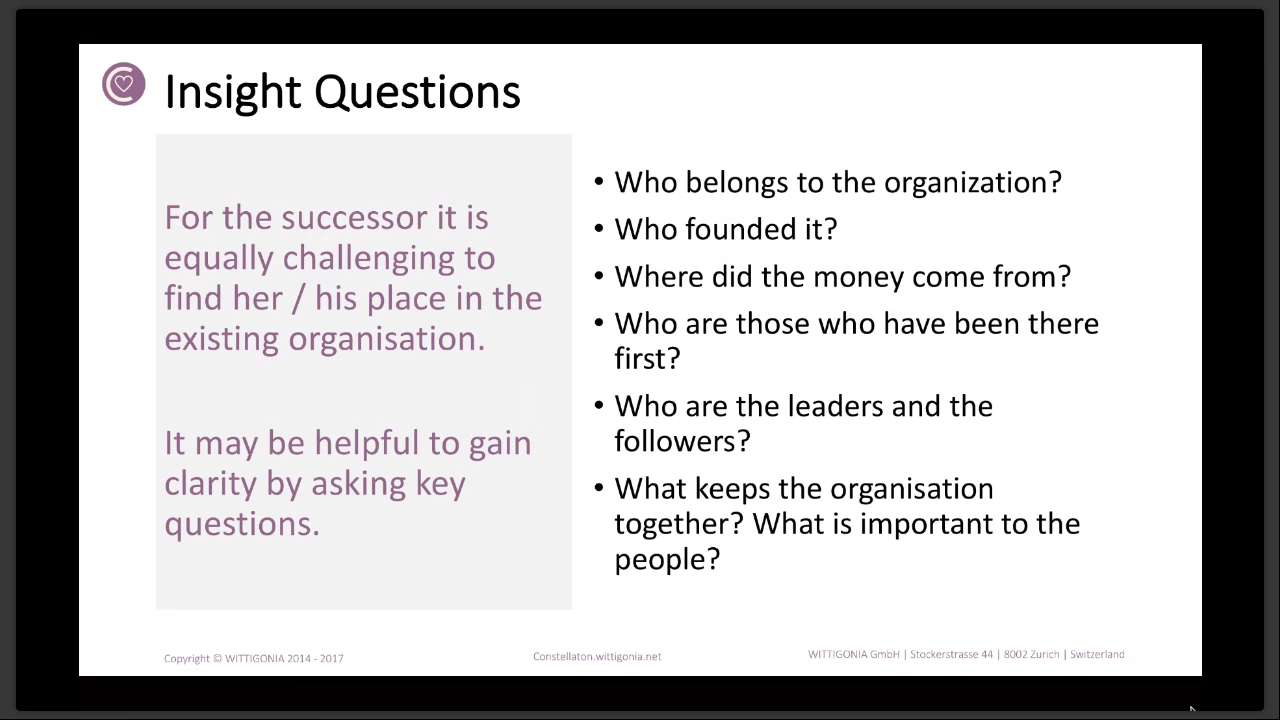 Insight Questions
For the successor it is
equally challenging to
find her / his place in the
existing organisation.
It may be helpful to gain
clarity by asking key
questions.
• Who belongs to the organization?
• Who founded it?
• Where did the money come from?
• Who are those who have been there
first?
• Who are the leaders and the
followers?
• What keeps the organisation
together? What is important to the
people?
Copyright © WITTIGONIA 2014 - 2017
Constellaton.wittigonia.net
WITTIGONIA GmbH | Stockerstrasse 44 | 8002 Zurich | Switzerland